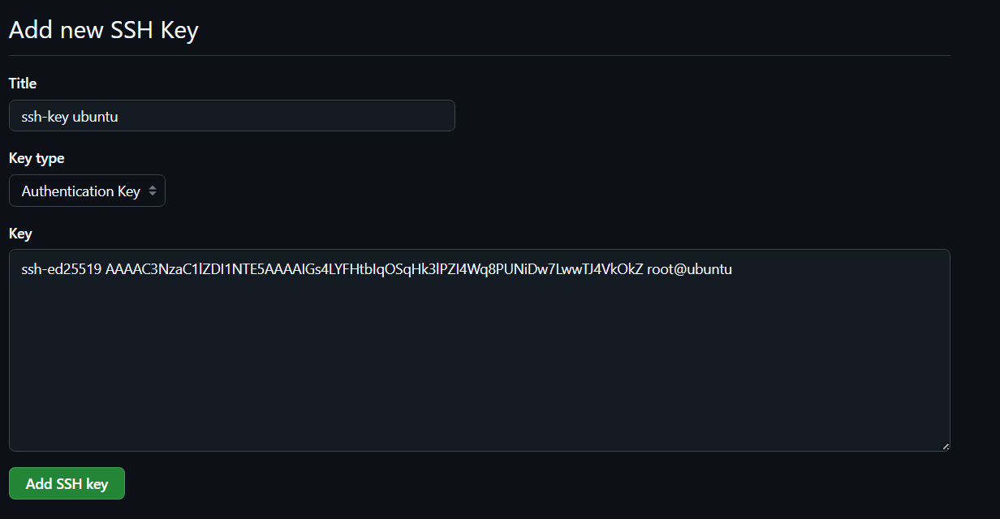 Add new SSH Key
Title
ssh-key ubuntu
Key type
Authentication Key
Key
ssh-ed25519 AAAAC3NzaC1lZDI1NTE5AAAAIGs4LYFHtbIqOSqHk3lPZI4Wq8PUNiDw7LwwTJ4VkOkZ root@ubuntu
Add SSH key